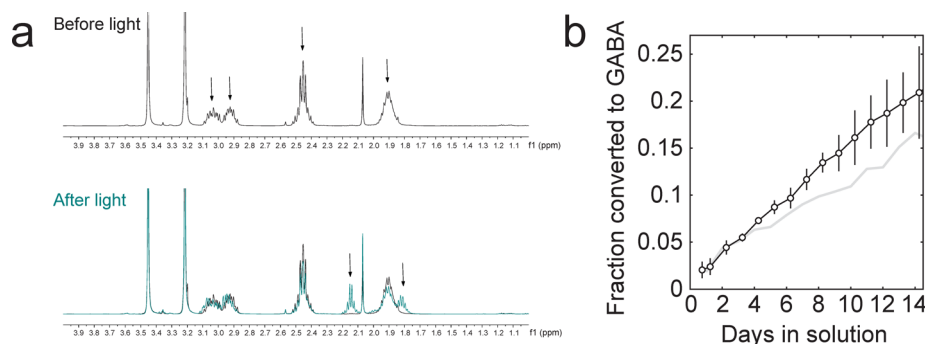 a
Before light
3.9 3.8 3.7 3.6 3.5 3.4 3.3 3.2 3.1 3.0 2.9 2.8 2.7 2.6 2.5 2.4 2.3 2.2 2.1 2.0 1.9 1.8 1.7 1.6 1.5 1.4 1.3 1.2 1.1 f1 (ppm)
After light
3.9 3.8 3.7 3.6 3.5 3.4 3.3 3.2 3.1 3.0 2.9 2.8 2.7 2.6 2.5 2.4 2.3 2.2 2.1 2.0 1.9 1.8 1.7 1.6 1.5 1.4 1.3 1.2 1.1 f1 (ppm)
b
Fraction converted to GABA
0.25
0.2
0.15
0.1
0.05
0
0 2 4 6 8 10 12 14
Days in solution